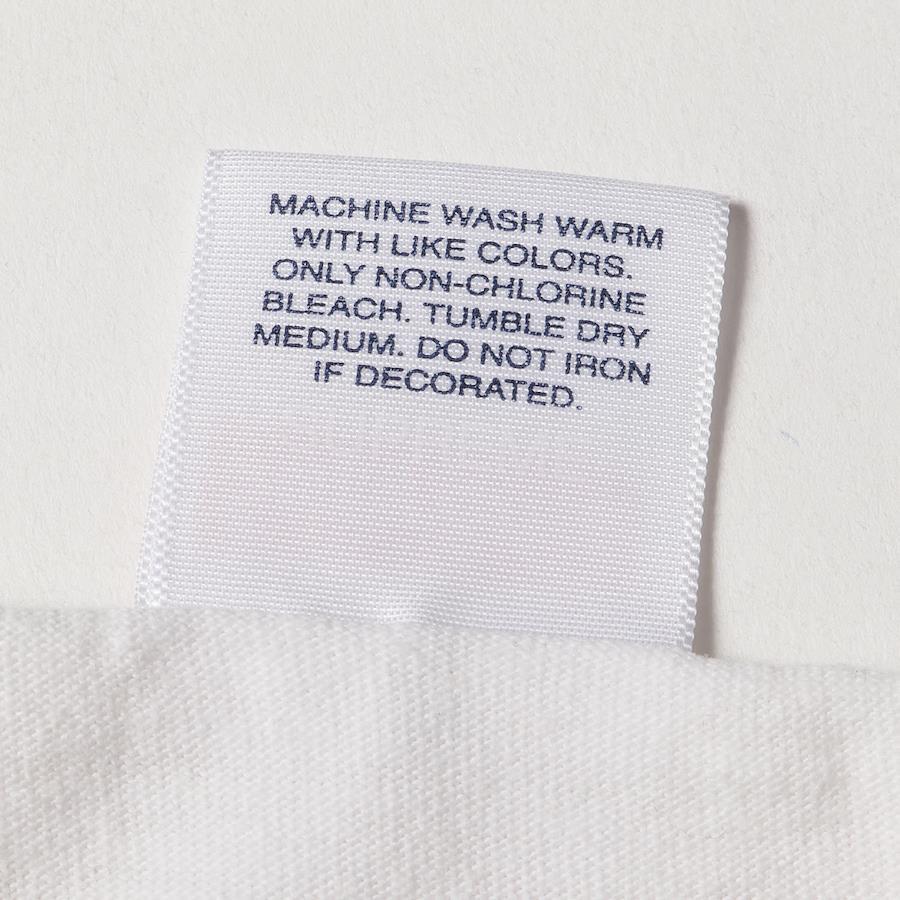 MACHINE WASH WARM
WITH LIKE COLORS.
ONLY NON-CHLORINE
BLEACH. TUMBLE DRY
MEDIUM. DO NOT IRON
IF DECORATED.